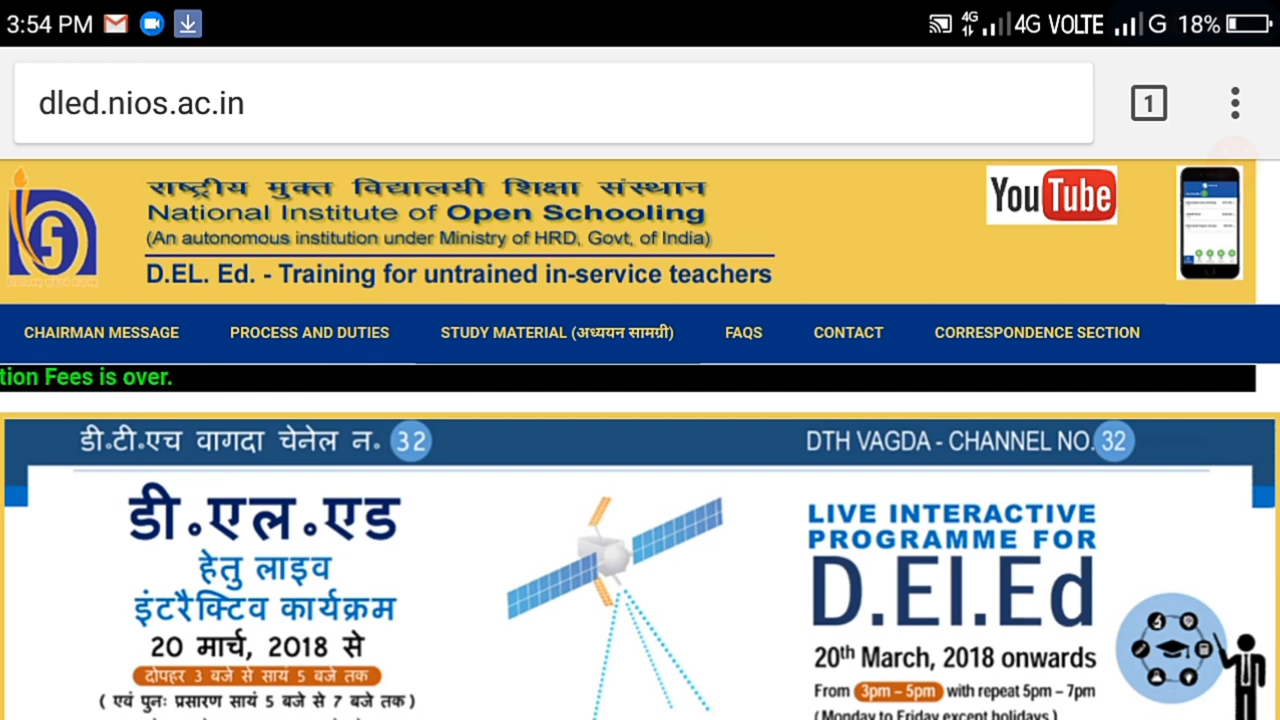 3:54 PM 4G 4G VOLTE G 18%
dled.nios.ac.in 1
राष्ट्रीय मुक्त विद्यालयी शिक्षा संस्थान
National Institute of Open Schooling
(An autonomous institution under Ministry of HRD, Govt, of India)
D.EL. Ed. - Training for untrained in-service teachers
YouTube
CHAIRMAN MESSAGE PROCESS AND DUTIES STUDY MATERIAL (अध्ययन सामग्री) FAQS CONTACT CORRESPONDENCE SECTION
tion Fees is over.
डी॰टी॰एच वागदा चेनेल न॰ 32
DTH VAGDA - CHANNEL NO. 32
डी॰एल॰एड
हेतु लाइव
इंटरैक्टिव कार्यक्रम
20 मार्च, 2018 से
दोपहर 3 बजे से सायं 5 बजे तक
( एवं पुनः प्रसारण सायं 5 बजे से 7 बजे तक )
LIVE INTERACTIVE
PROGRAMME FOR
D.El.Ed
20th March, 2018 onwards
From 3pm – 5pm with repeat 5pm – 7pm
(Monday to Friday except holidays )